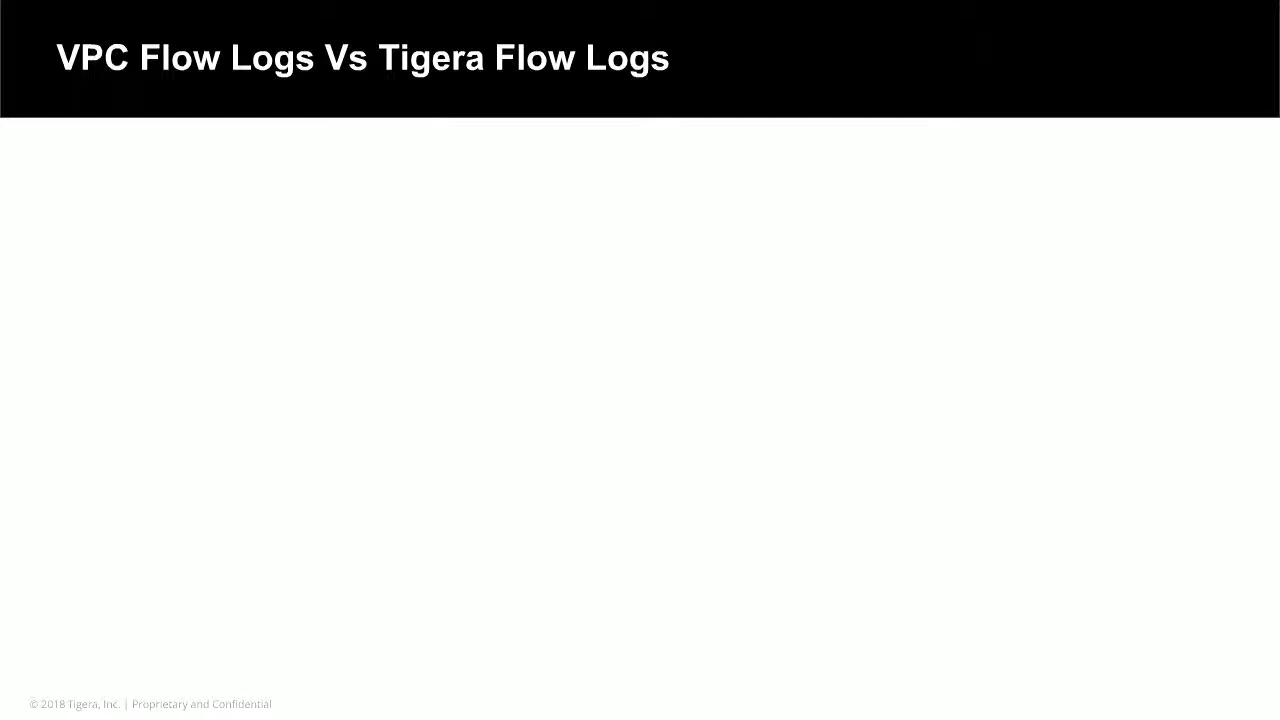 VPC Flow Logs Vs Tigera Flow Logs
© 2018 Tigera, Inc. | Proprietary and Confidential